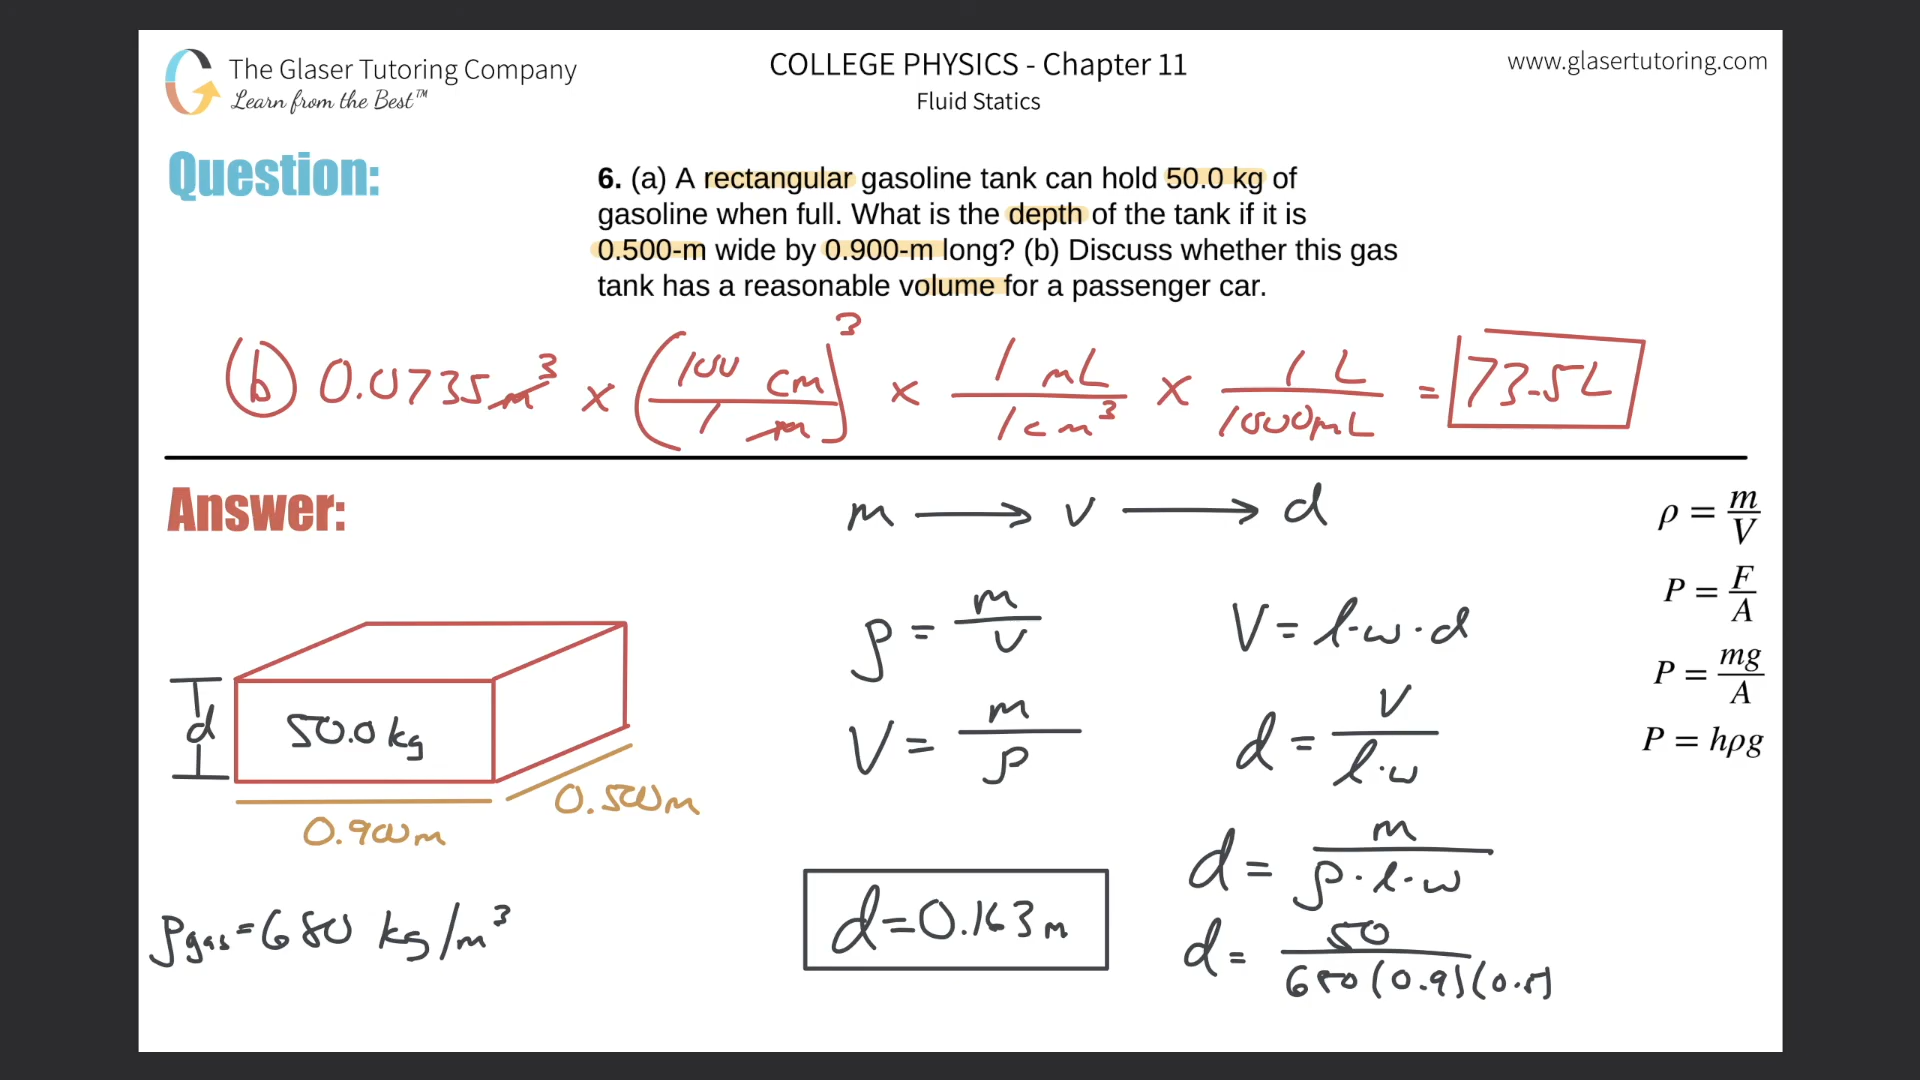 The Glaser Tutoring Company
Learn from the Best™
COLLEGE PHYSICS - Chapter 11
Fluid Statics
www.glasertutoring.com
Question:
6. (a) A rectangular gasoline tank can hold 50.0 kg of
gasoline when full. What is the depth of the tank if it is
0.500-m wide by 0.900-m long? (b) Discuss whether this gas
tank has a reasonable volume for a passenger car.
(b) 0.0735 m³ × (100 cm / 1 m)³ × 1 mL / 1 cm³ × 1 L / 1000 mL = 73.5 L
Answer:
m → v → d
ρ = m/V
P = F/A
P = mg/A
P = hρg
d
50.0 kg
0.900 m
0.500 m
ρgas = 680 kg/m³
ρ = m/v
V = m/ρ
d = 0.163 m
V = l·w·d
d = V/l·w
d = m/ρ·l·w
d = 50/680(0.9)(0.5)